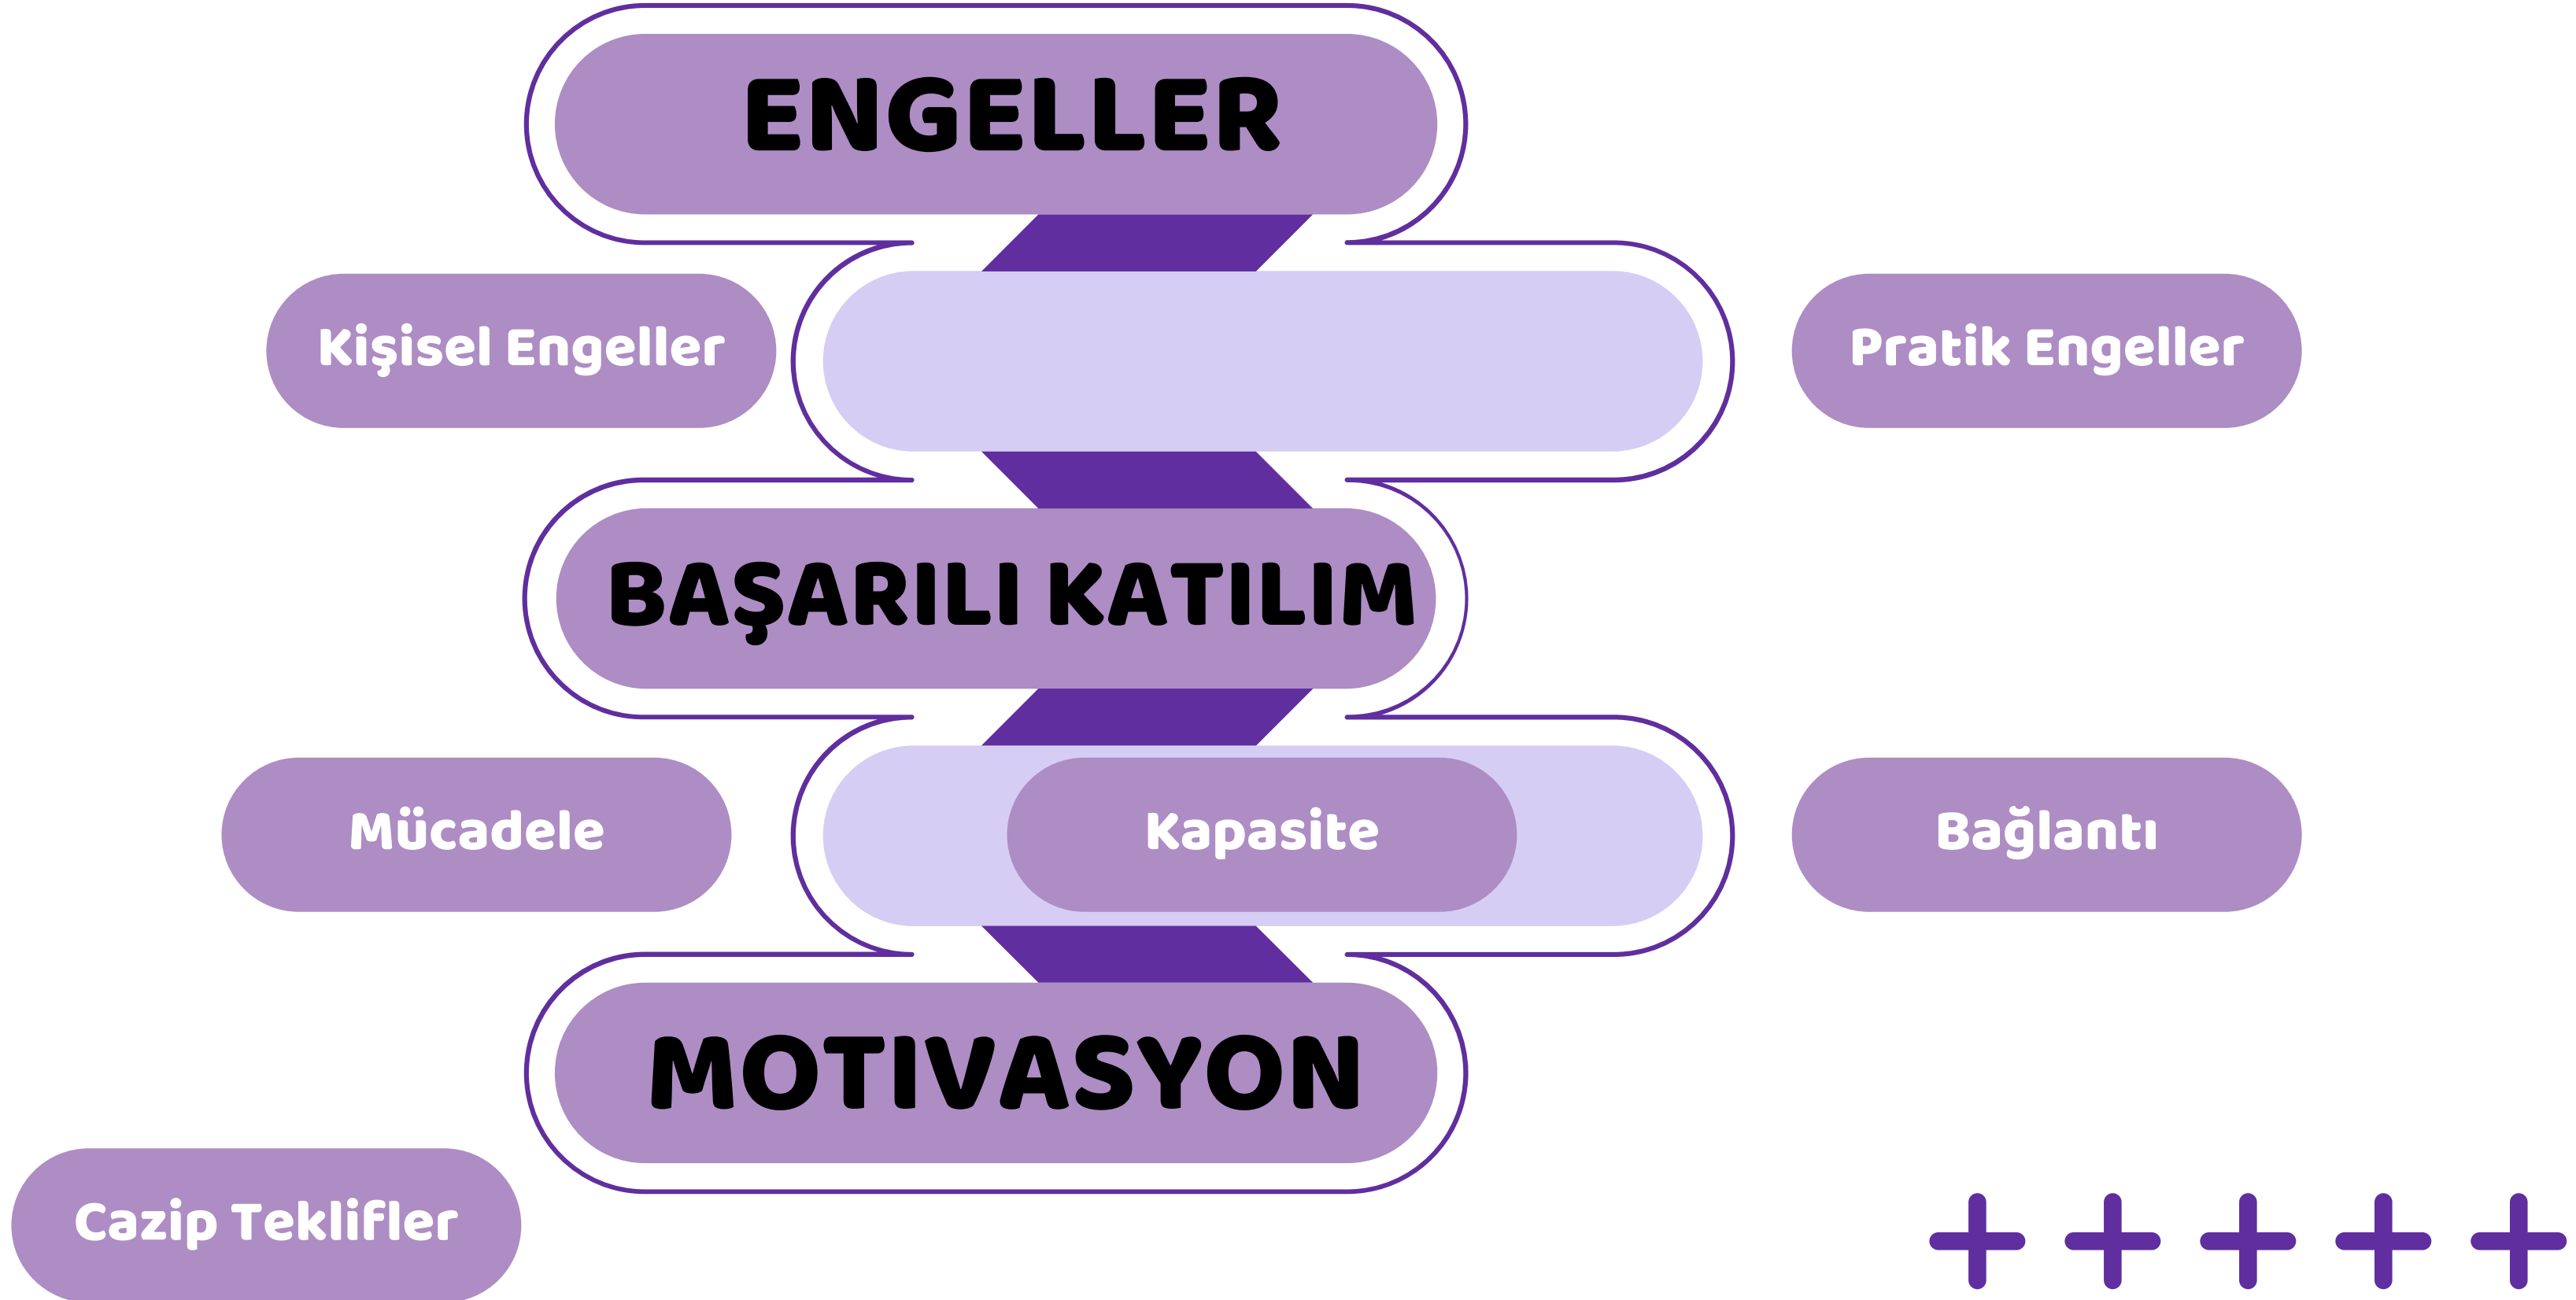 ENGELLER
Kişisel Engeller
Pratik Engeller
BAŞARILI KATILIM
Mücadele
Kapasite
Bağlantı
MOTIVASYON
Cazip Teklifler